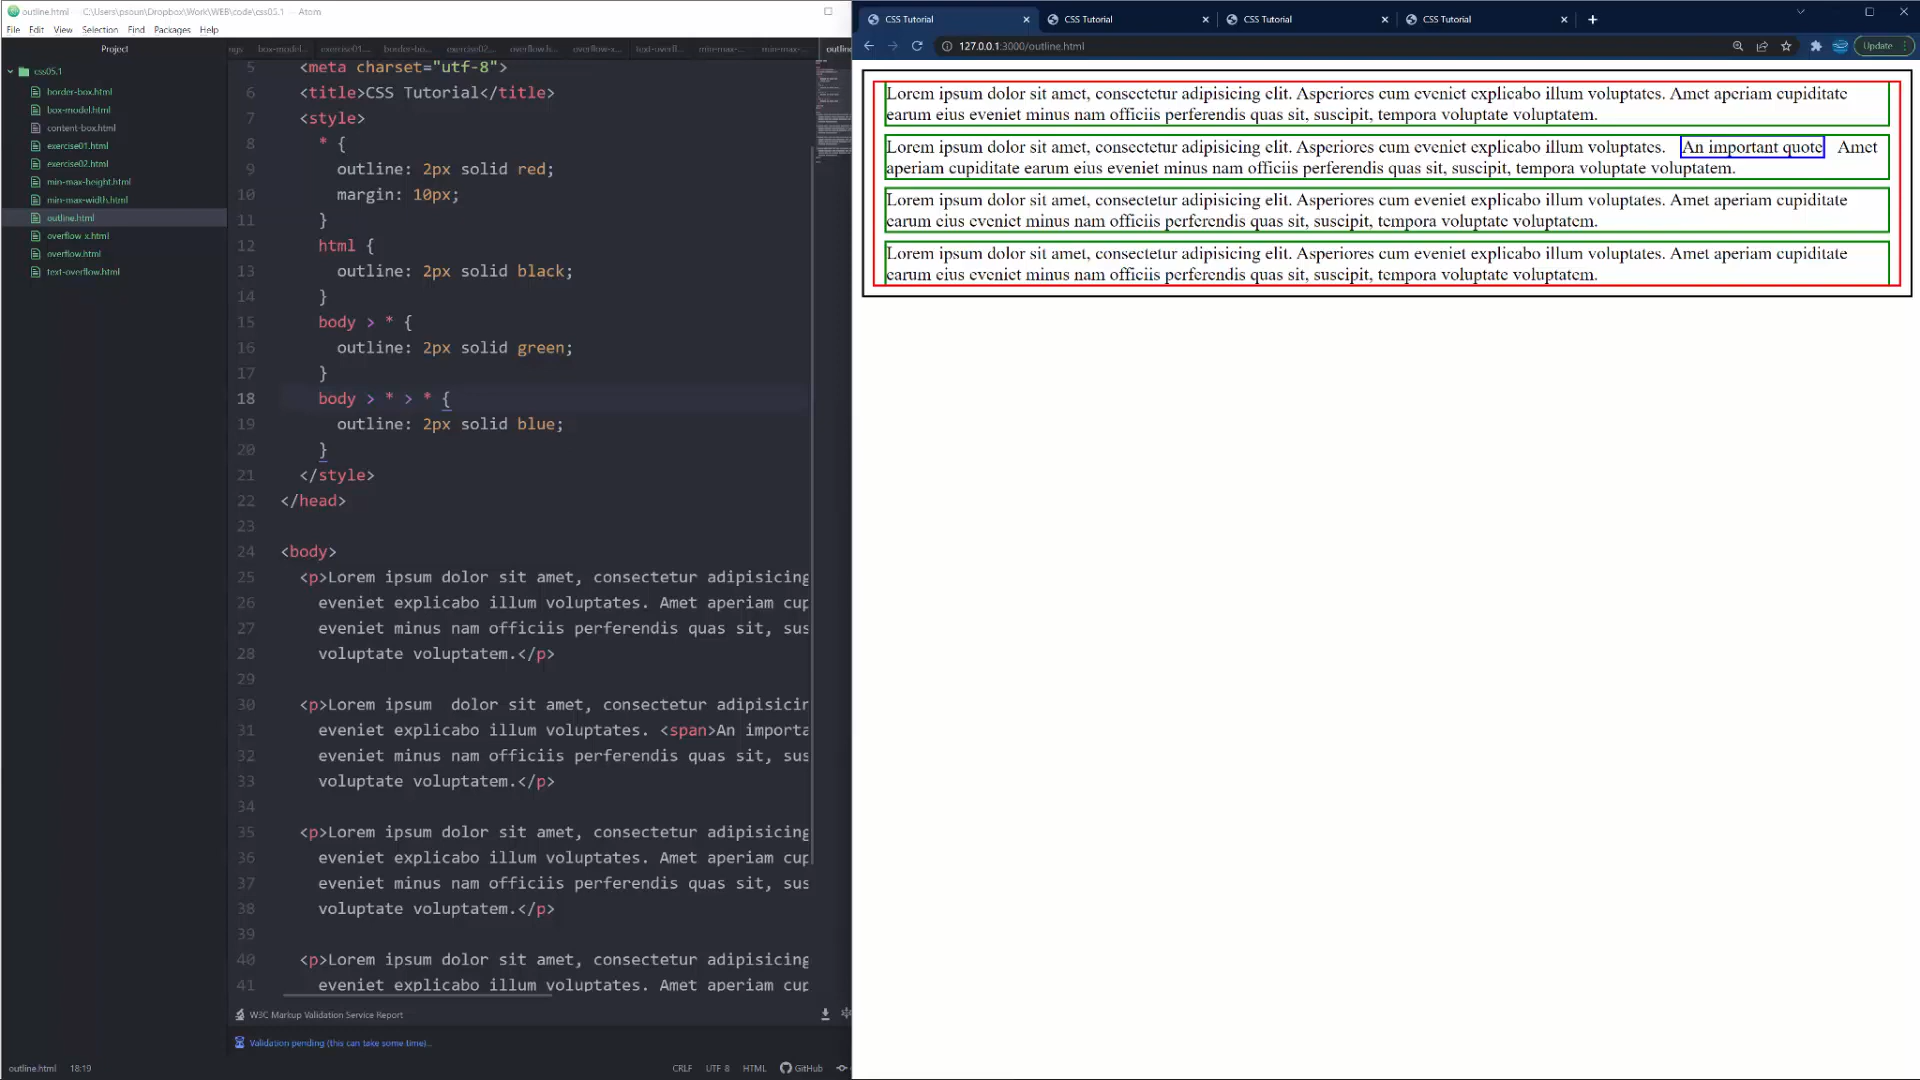 outline.html — C:\Users\psoun\Dropbox\Work\WEB\code\css05.1 — Atom
File Edit View Selection Find Packages Help
Project
css05.1
border-box.html
box-model.html
content-box.html
exercise01.html
exercise02.html
min-max-height.html
min-max-width.html
outline.html
overflow-x.html
overflow.html
text-overflow.html
ngs box-model... exercise01... border-bo... exercise02... overflow.h... overflow-x... text-overfl... min-max-... min-max-... outline
5 <meta charset="utf-8">
6 <title>CSS Tutorial</title>
7 <style>
8 * {
9 outline: 2px solid red;
10 margin: 10px;
11 }
12 html {
13 outline: 2px solid black;
14 }
15 body > * {
16 outline: 2px solid green;
17 }
18 body > * > * {
19 outline: 2px solid blue;
20 }
21 </style>
22 </head>
23
24 <body>
25 <p>Lorem ipsum dolor sit amet, consectetur adipisicing
26 eveniet explicabo illum voluptates. Amet aperiam cup
27 eveniet minus nam officiis perferendis quas sit, sus
28 voluptate voluptatem.</p>
29
30 <p>Lorem ipsum  dolor sit amet, consectetur adipisicin
31 eveniet explicabo illum voluptates. <span>An importa
32 eveniet minus nam officiis perferendis quas sit, sus
33 voluptate voluptatem.</p>
34
35 <p>Lorem ipsum dolor sit amet, consectetur adipisicing
36 eveniet explicabo illum voluptates. Amet aperiam cup
37 eveniet minus nam officiis perferendis quas sit, sus
38 voluptate voluptatem.</p>
39
40 <p>Lorem ipsum dolor sit amet, consectetur adipisicing
41 eveniet explicabo illum voluptates. Amet aperiam cup
W3C Markup Validation Service Report
Validation pending (this can take some time)...
outline.html 18:19 CRLF UTF-8 HTML GitHub
CSS Tutorial CSS Tutorial CSS Tutorial CSS Tutorial
127.0.0.1:3000/outline.html Update
Lorem ipsum dolor sit amet, consectetur adipisicing elit. Asperiores cum eveniet explicabo illum voluptates. Amet aperiam cupiditate
earum eius eveniet minus nam officiis perferendis quas sit, suscipit, tempora voluptate voluptatem.
Lorem ipsum dolor sit amet, consectetur adipisicing elit. Asperiores cum eveniet explicabo illum voluptates. An important quote Amet
aperiam cupiditate earum eius eveniet minus nam officiis perferendis quas sit, suscipit, tempora voluptate voluptatem.
Lorem ipsum dolor sit amet, consectetur adipisicing elit. Asperiores cum eveniet explicabo illum voluptates. Amet aperiam cupiditate
earum eius eveniet minus nam officiis perferendis quas sit, suscipit, tempora voluptate voluptatem.
Lorem ipsum dolor sit amet, consectetur adipisicing elit. Asperiores cum eveniet explicabo illum voluptates. Amet aperiam cupiditate
earum eius eveniet minus nam officiis perferendis quas sit, suscipit, tempora voluptate voluptatem.